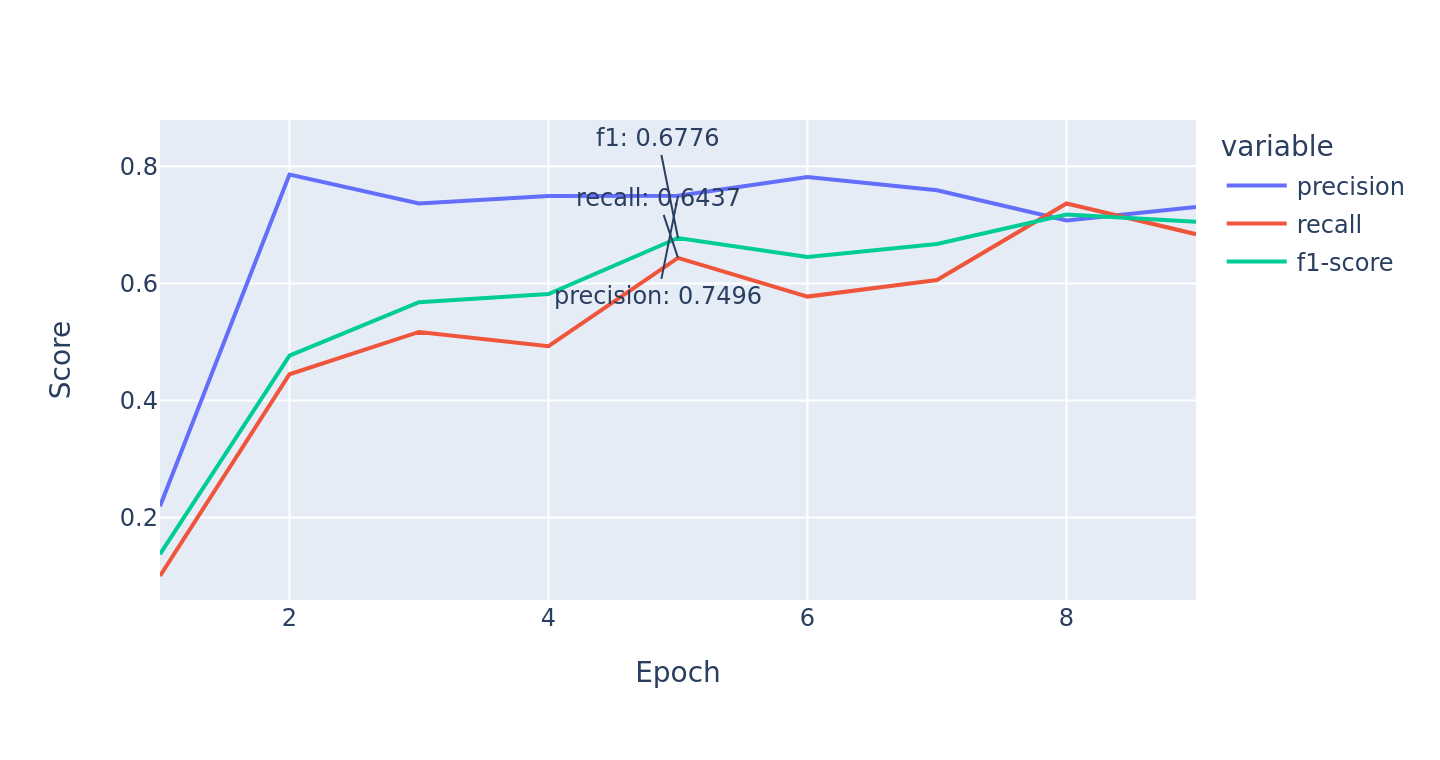 f1: 0.6776
recall: 0.6437
precision: 0.7496
0.8
0.6
0.4
0.2
2
4
6
8
Epoch
Score
variable
precision
recall
f1-score